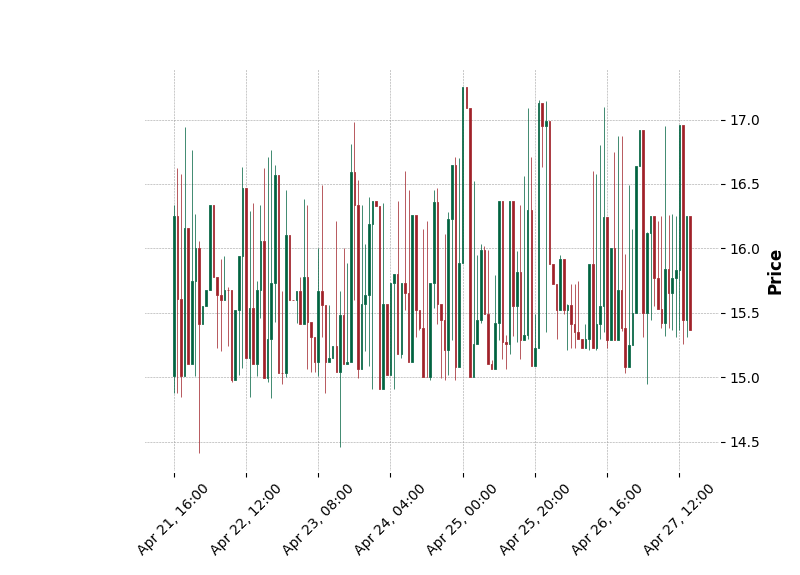 17.0
16.5
16.0
15.5
15.0
14.5
Price
Apr 21, 16:00
Apr 22, 12:00
Apr 23, 08:00
Apr 24, 04:00
Apr 25, 00:00
Apr 25, 20:00
Apr 26, 16:00
Apr 27, 12:00